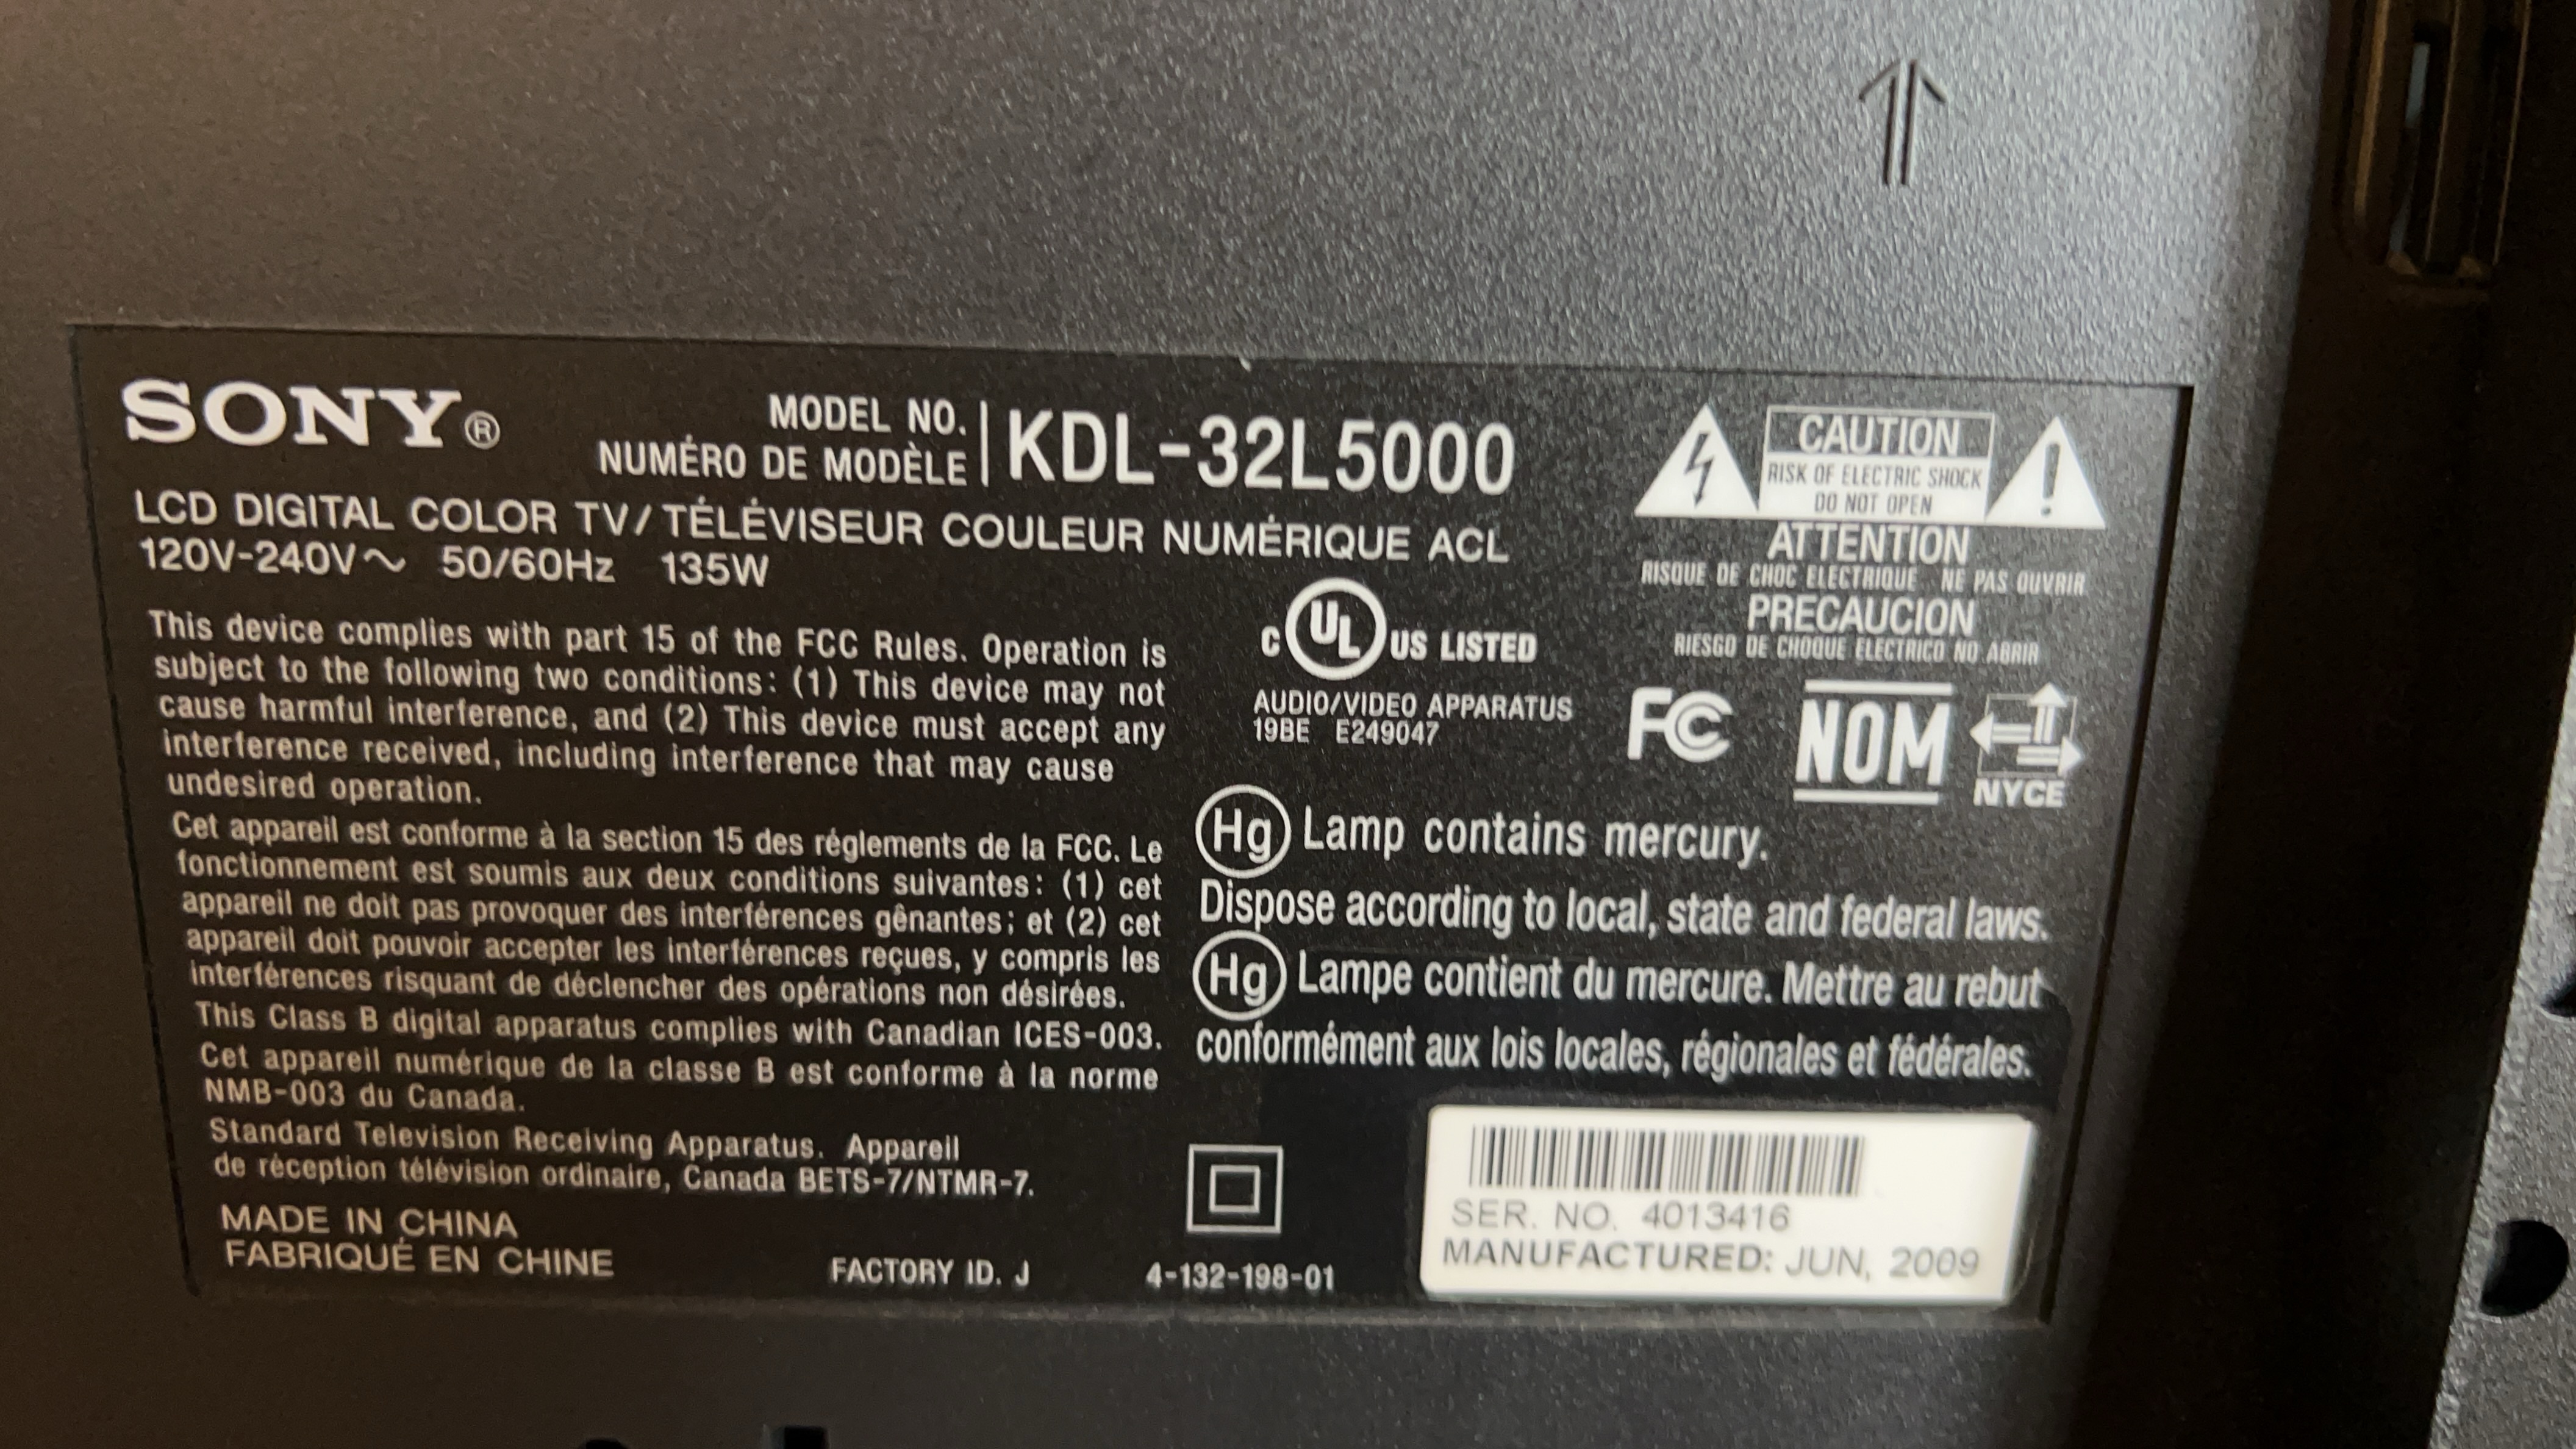 SONY®
MODEL NO.
NUMÉRO DE MODÈLE
KDL-32L5000
LCD DIGITAL COLOR TV/TÉLÉVISEUR COULEUR NUMÉRIQUE ACL
120V-240V~ 50/60Hz 135W
This device complies with part 15 of the FCC Rules. Operation is
subject to the following two conditions: (1) This device may not
cause harmful interference, and (2) This device must accept any
interference received, including interference that may cause
undesired operation.
Cet appareil est conforme à la section 15 des réglements de la FCC. Le
fonctionnement est soumis aux deux conditions suivantes: (1) cet
appareil ne doit pas provoquer des interférences gênantes; et (2) cet
appareil doit pouvoir accepter les interférences reçues, y compris les
interférences risquant de déclencher des opérations non désirées.
This Class B digital apparatus complies with Canadian ICES-003.
Cet appareil numérique de la classe B est conforme à la norme
NMB-003 du Canada.
Standard Television Receiving Apparatus. Appareil
de réception télévision ordinaire, Canada BETS-7/NTMR-7.
MADE IN CHINA
FABRIQUÉ EN CHINE
FACTORY ID. J
4-132-198-01
C UL US LISTED
AUDIO/VIDEO APPARATUS
19BE E249047
CAUTION
RISK OF ELECTRIC SHOCK
DO NOT OPEN
ATTENTION
RISQUE DE CHOC ELECTRIQUE NE PAS OUVRIR
PRECAUCION
RIESGO DE CHOQUE ELECTRICO NO ABRIR
FC
NOM
NYCE
Hg Lamp contains mercury.
Dispose according to local, state and federal laws.
Hg Lampe contient du mercure. Mettre au rebut
conformément aux lois locales, régionales et fédérales.
SER. NO. 4013416
MANUFACTURED: JUN, 2009